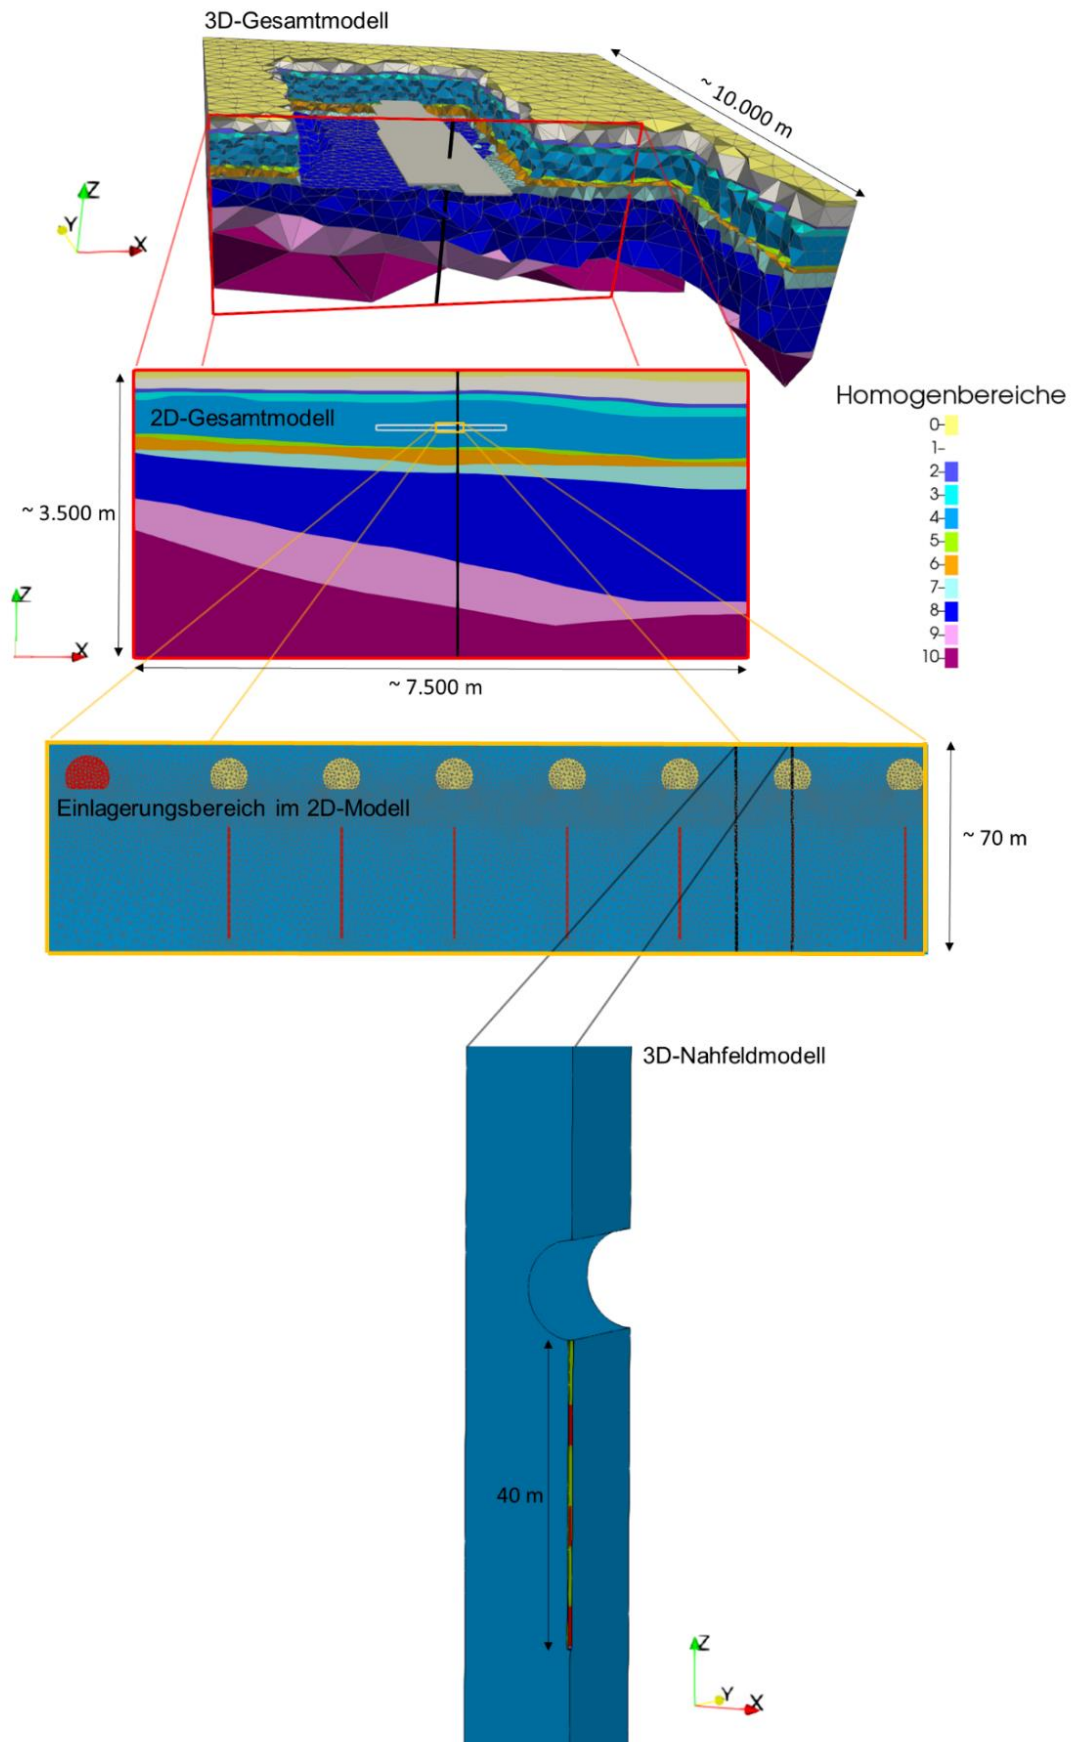 3D-Gesamtmodell
~ 10.000 m
Z
Y
X
2D-Gesamtmodell
~ 3.500 m
Z
X
~ 7.500 m
Homogenbereiche
0
1
2
3
4
5
6
7
8
9
10
Einlagerungsbereich im 2D-Modell
~ 70 m
3D-Nahfeldmodell
40 m
Z
Y
X